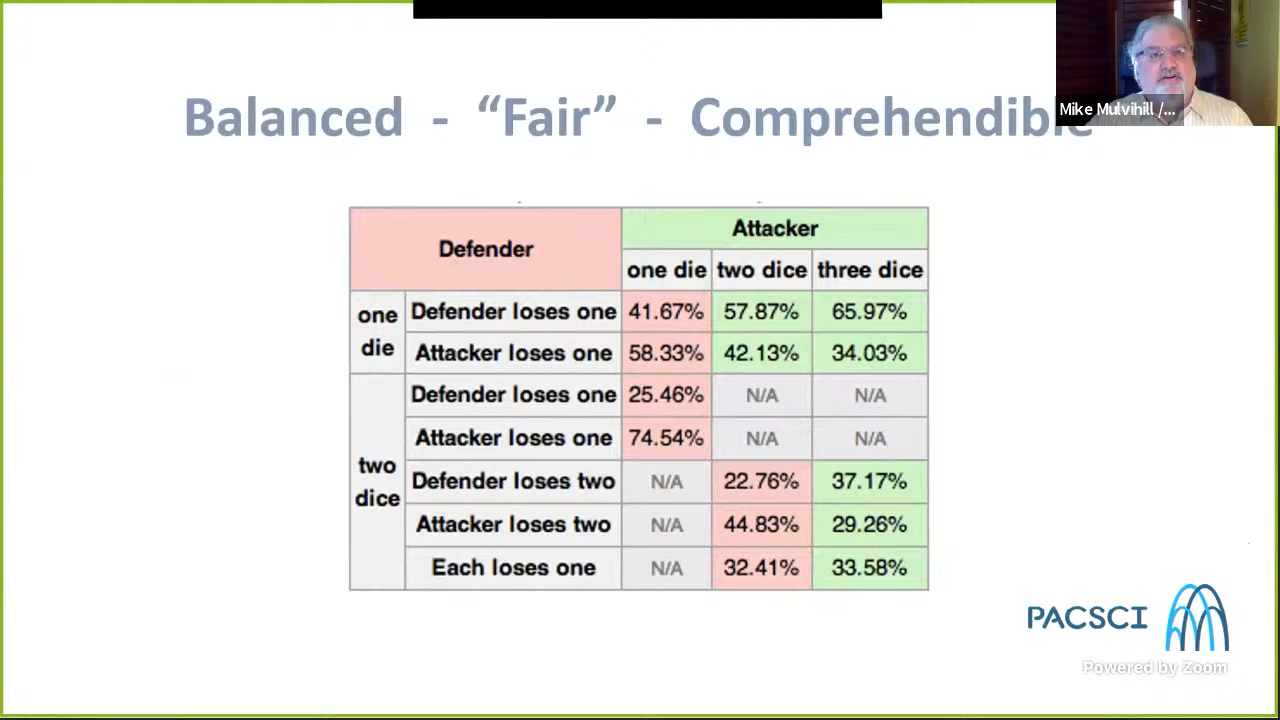 Balanced - “Fair” - Comprehendible
Mike Mulvihill /...
Defender
Attacker
one die two dice three dice
one die
Defender loses one 41.67% 57.87% 65.97%
Attacker loses one 58.33% 42.13% 34.03%
two dice
Defender loses one 25.46% N/A N/A
Attacker loses one 74.54% N/A N/A
Defender loses two N/A 22.76% 37.17%
Attacker loses two N/A 44.83% 29.26%
Each loses one N/A 32.41% 33.58%
PACSCI
Powered by Zoom